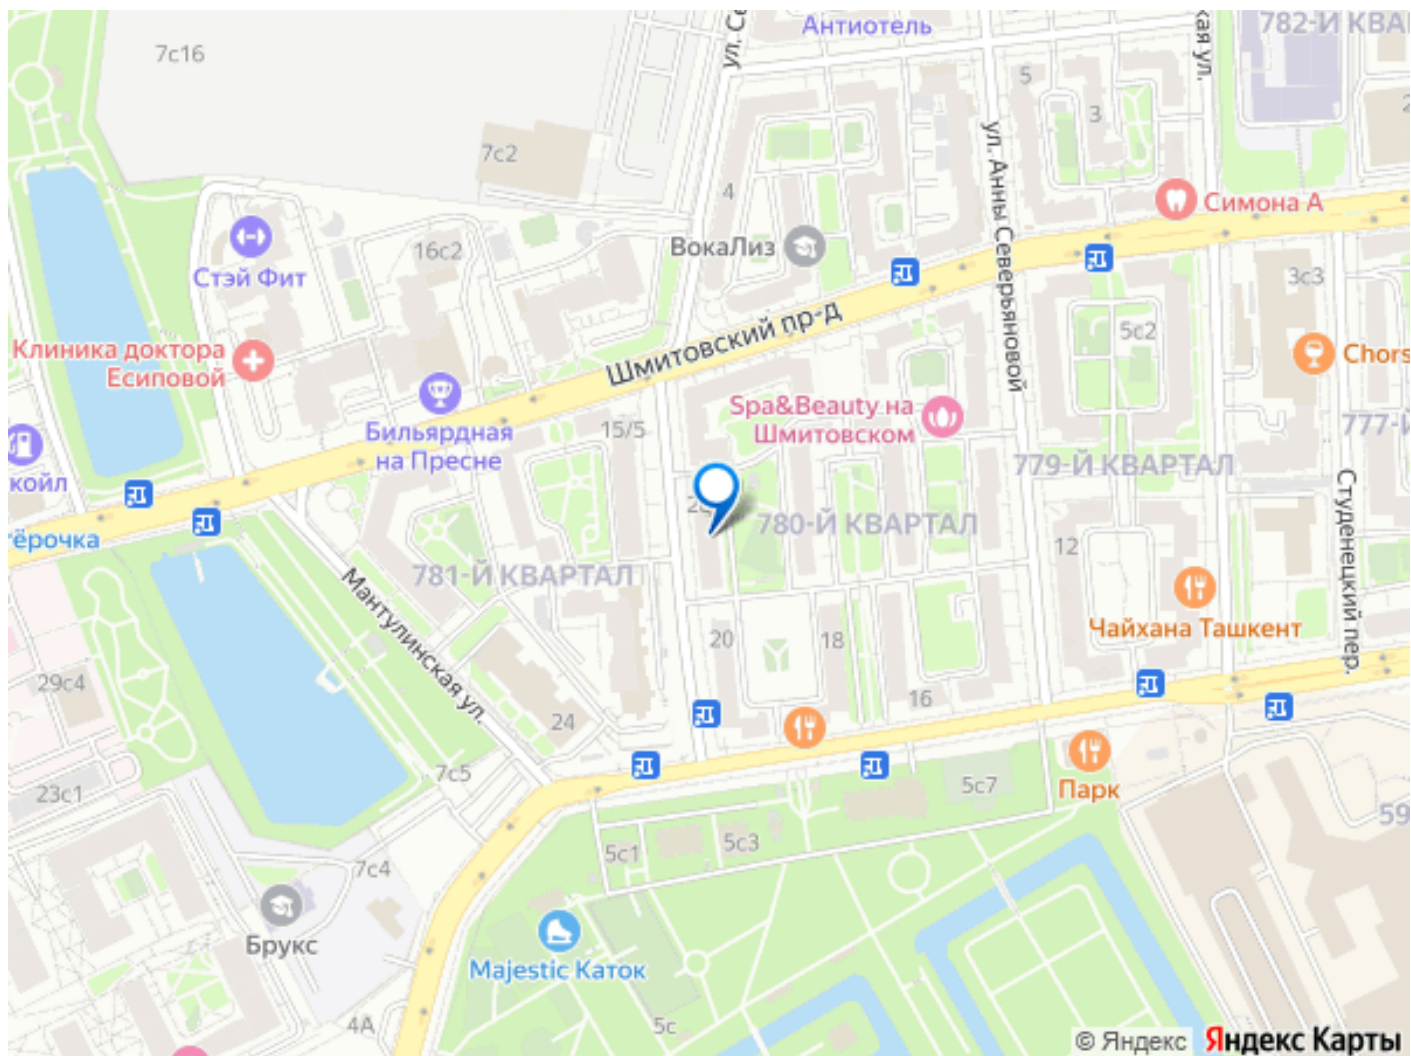 7с16
ул. Се
Антиотель
кая ул.
782-Й КВА
5
3
2
7с2
ул. Анны Северьяновой
4
Симона А
ВокаЛиз
16с2
Стэй Фит
3с3
Шмитовский пр-д
5с2
Клиника доктора
Есиповой
Chors
Spa&Beauty на
Шмитовском
Бильярдная
на Пресне
15/5
777-Й
779-Й КВАРТАЛ
койл
Студенецкий пер.
780-Й КВАРТАЛ
тёрочка
12
781-Й КВАРТАЛ
Мантулинская ул.
Чайхана Ташкент
20
18
29с4
16
24
7с5
5с7
Парк
23с1
59
5с3
5с1
7с4
Брукс
Majestic Каток
4А
5с
© Яндекс
Яндекс Карты